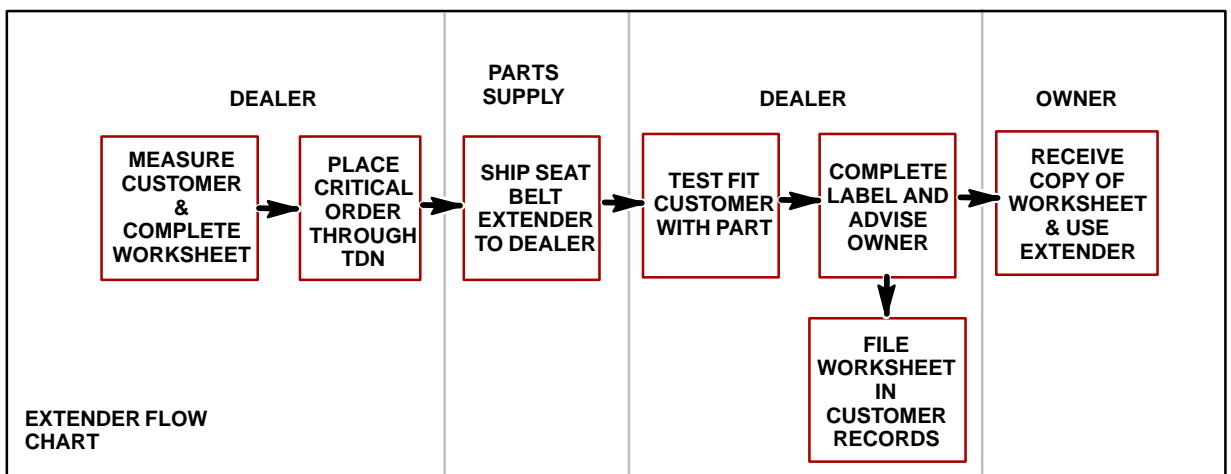 DEALER
PARTS
SUPPLY
DEALER
OWNER
MEASURE
CUSTOMER
&
COMPLETE
WORKSHEET
PLACE
CRITICAL
ORDER
THROUGH
TDN
SHIP SEAT
BELT
EXTENDER
TO DEALER
TEST FIT
CUSTOMER
WITH PART
COMPLETE
LABEL AND
ADVISE
OWNER
RECEIVE
COPY OF
WORKSHEET
& USE
EXTENDER
FILE
WORKSHEET
IN
CUSTOMER
RECORDS
EXTENDER FLOW
CHART